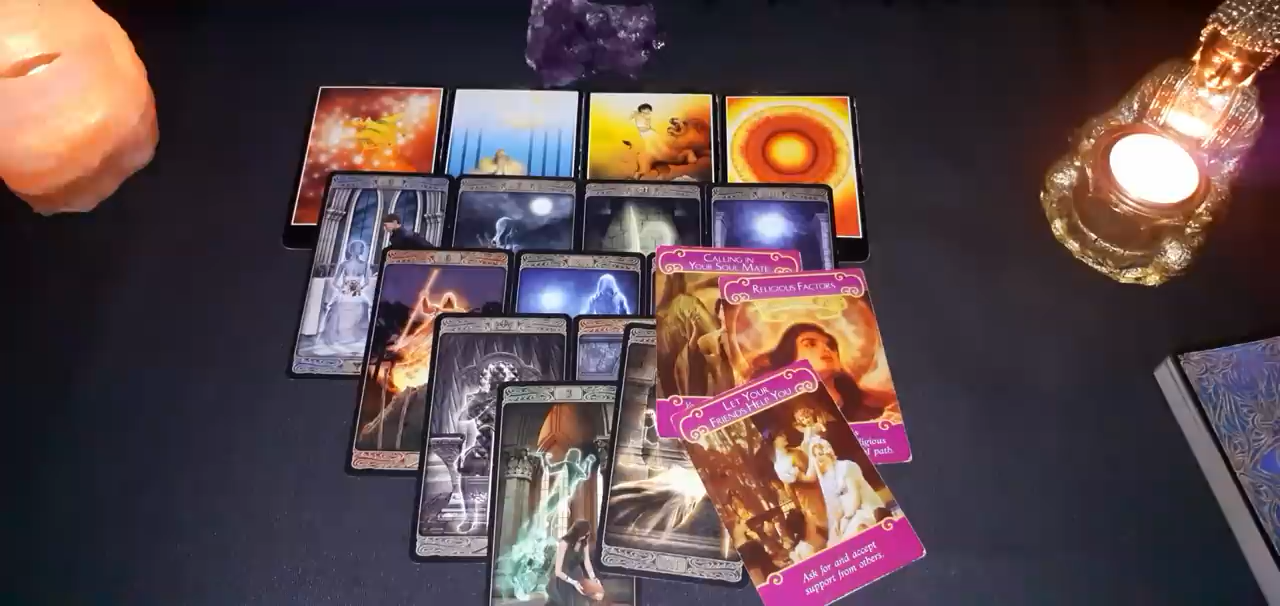 CALLING IN
YOUR SOUL MATE
RELIGIOUS FACTORS
LET YOUR
FRIENDS HELP YOU
path.
Ask for and accept
support from others.